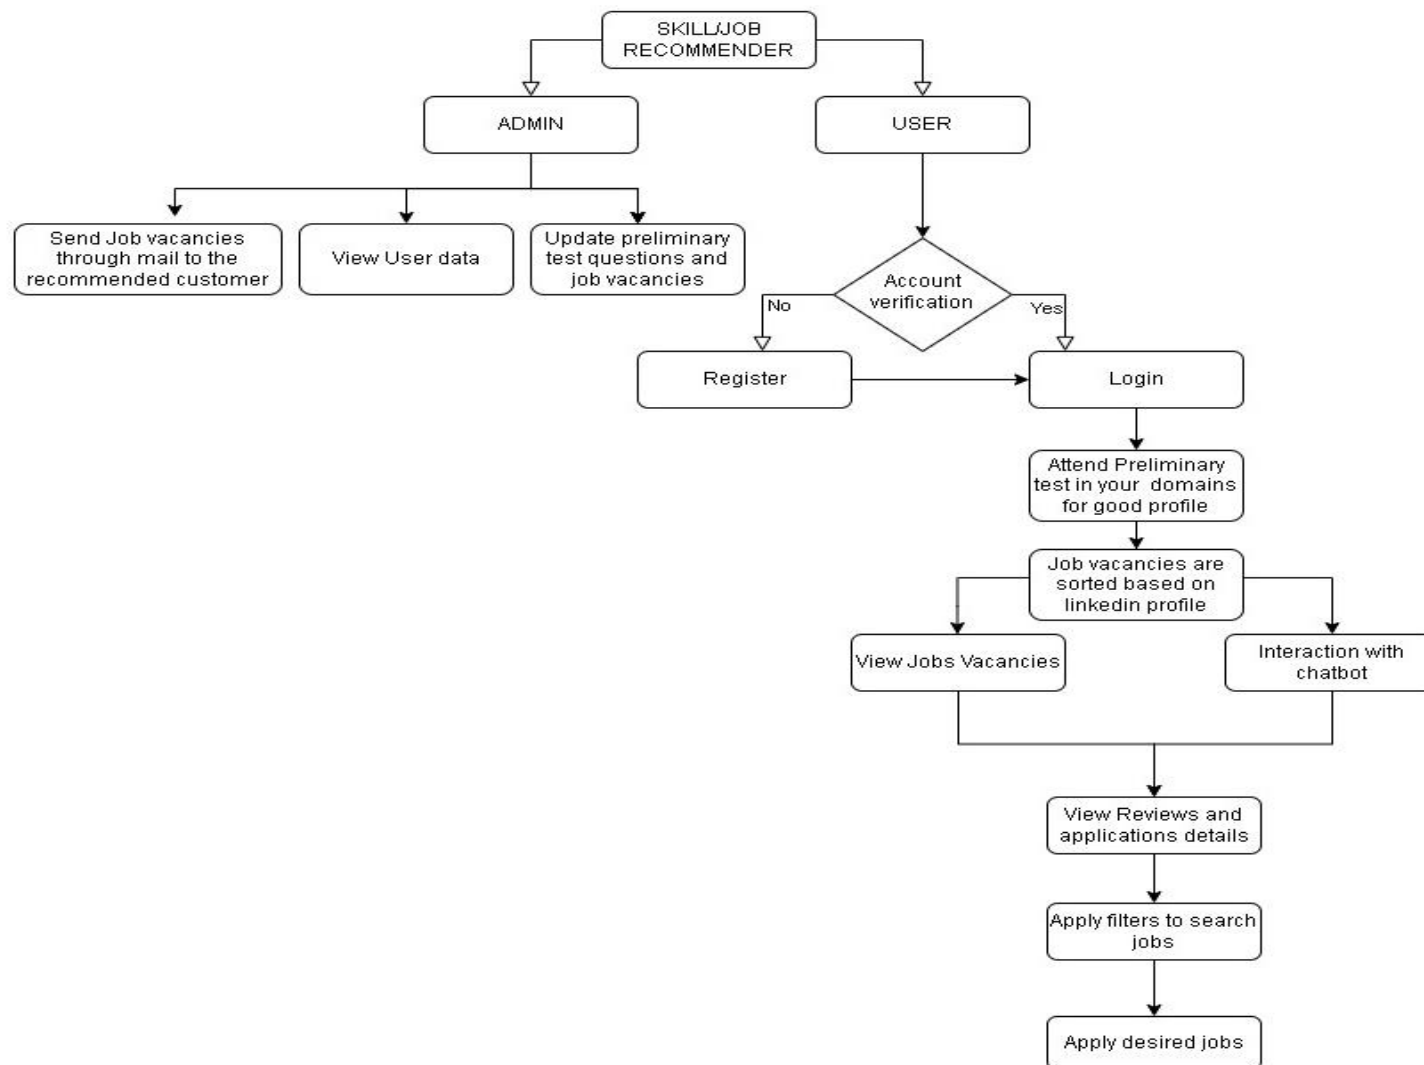 SKILL/JOB
RECOMMENDER
ADMIN
USER
Send Job vacancies
through mail to the
recommended customer
View User data
Update preliminary
test questions and
job vacancies
Account
verification
No
Yes
Register
Login
Attend Preliminary
test in your domains
for good profile
Job vacancies are
sorted based on
linkedin profile
View Jobs Vacancies
Interaction with
chatbot
View Reviews and
applications details
Apply filters to search
jobs
Apply desired jobs